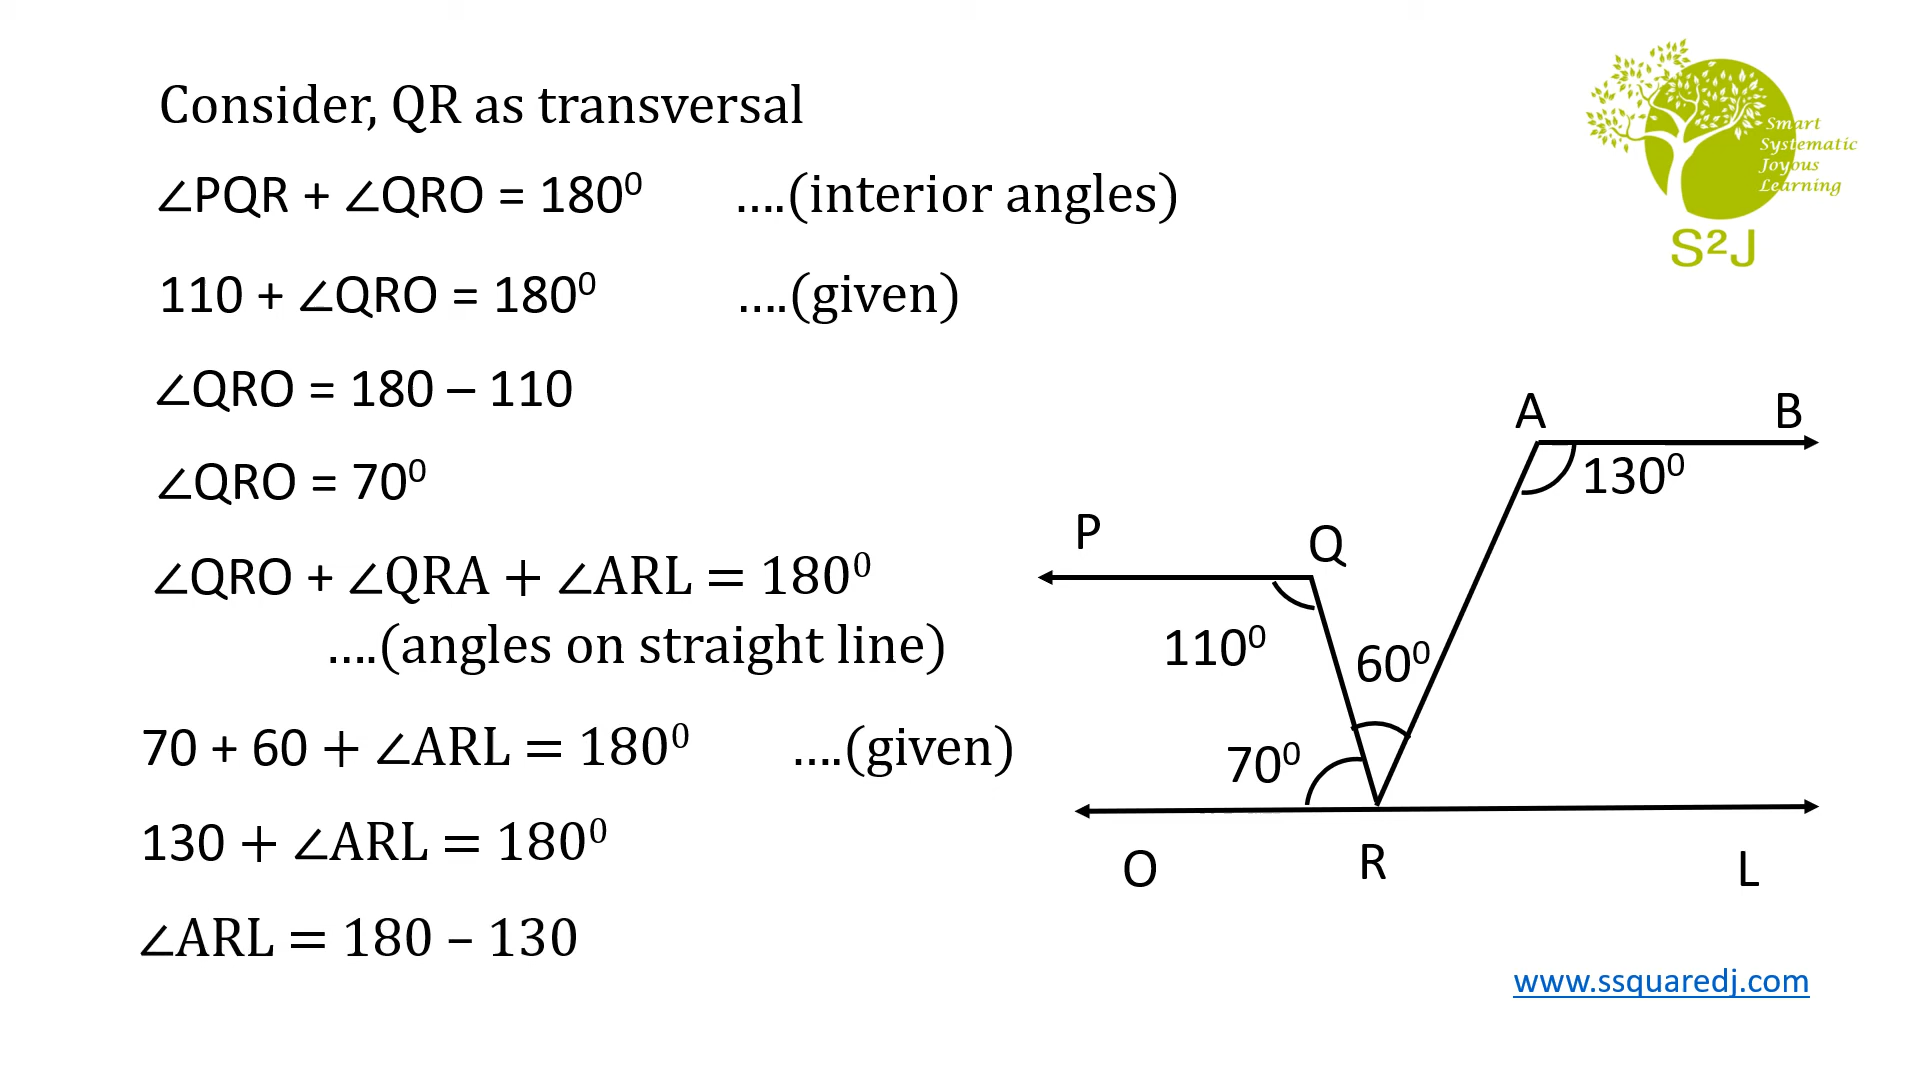 Consider, QR as transversal
∠PQR + ∠QRO = 180⁰ ….(interior angles)
110 + ∠QRO = 180⁰ ….(given)
∠QRO = 180 – 110
∠QRO = 70⁰
∠QRO + ∠QRA + ∠ARL = 180⁰
….(angles on straight line)
70 + 60 + ∠ARL = 180⁰ ….(given)
130 + ∠ARL = 180⁰
∠ARL = 180 – 130
Smart
Systematic
Joyous
Learning
S²J
A B
130⁰
P Q
110⁰ 60⁰
70⁰
O R L
www.ssquaredj.com